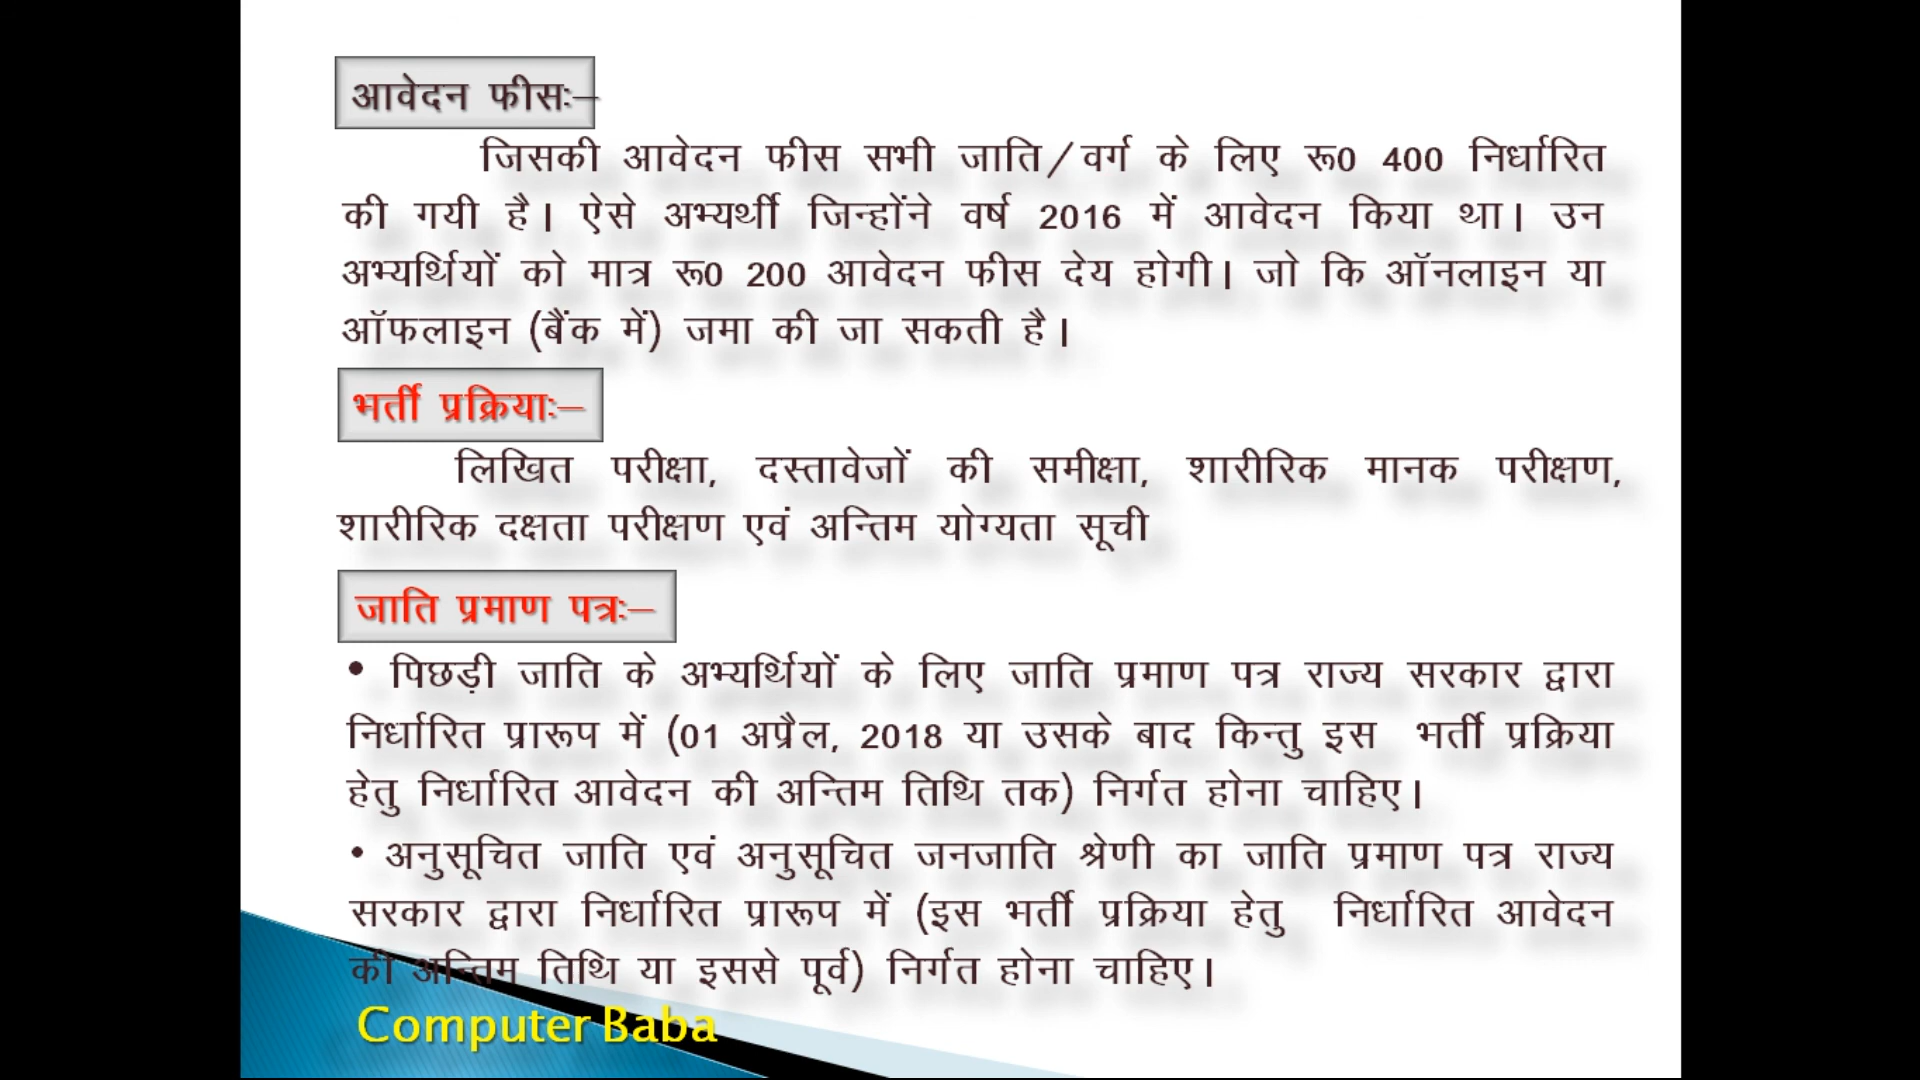 आवेदन फीसः–
जिसकी आवेदन फीस सभी जाति/वर्ग के लिए रू0 400 निर्धारित
की गयी है। ऐसे अभ्यर्थी जिन्होंने वर्ष 2016 में आवेदन किया था। उन
अभ्यर्थियों को मात्र रू0 200 आवेदन फीस देय होगी। जो कि ऑनलाइन या
ऑफलाइन (बैंक में) जमा की जा सकती है।
भर्ती प्रक्रियाः–
लिखित परीक्षा, दस्तावेजों की समीक्षा, शारीरिक मानक परीक्षण,
शारीरिक दक्षता परीक्षण एवं अन्तिम योग्यता सूची
जाति प्रमाण पत्रः–
• पिछड़ी जाति के अभ्यर्थियों के लिए जाति प्रमाण पत्र राज्य सरकार द्वारा
निर्धारित प्रारूप में (01 अप्रैल, 2018 या उसके बाद किन्तु इस भर्ती प्रक्रिया
हेतु निर्धारित आवेदन की अन्तिम तिथि तक) निर्गत होना चाहिए।
• अनुसूचित जाति एवं अनुसूचित जनजाति श्रेणी का जाति प्रमाण पत्र राज्य
सरकार द्वारा निर्धारित प्रारूप में (इस भर्ती प्रक्रिया हेतु निर्धारित आवेदन
की अन्तिम तिथि या इससे पूर्व) निर्गत होना चाहिए।
Computer Baba